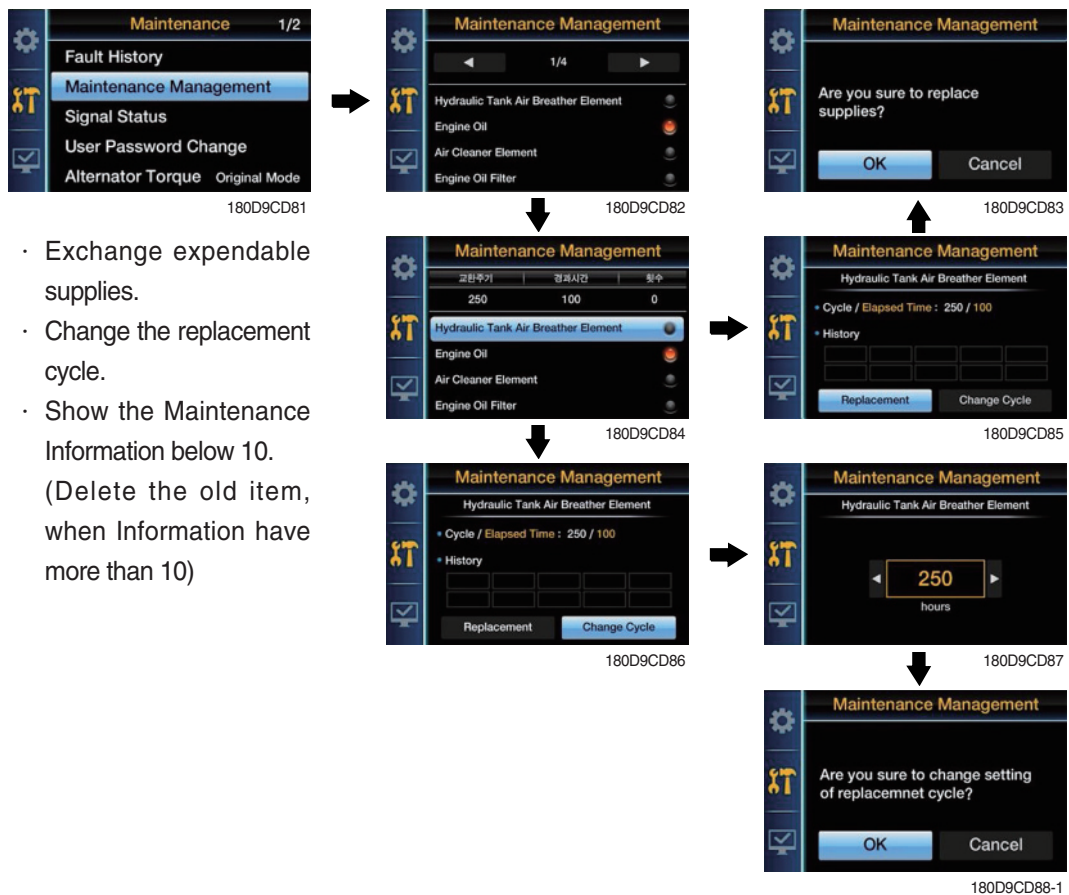 Maintenance 1/2
Fault History
Maintenance Management
Signal Status
User Password Change
Alternator Torque Original Mode
180D9CD81
· Exchange expendable
supplies.
· Change the replacement
cycle.
· Show the Maintenance
Information below 10.
(Delete the old item,
when Information have
more than 10)
Maintenance Management
1/4
Hydraulic Tank Air Breather Element
Engine Oil
Air Cleaner Element
Engine Oil Filter
180D9CD82
Maintenance Management
Are you sure to replace
supplies?
OK Cancel
180D9CD83
Maintenance Management
교환주기 경과시간 횟수
250 100 0
Hydraulic Tank Air Breather Element
Engine Oil
Air Cleaner Element
Engine Oil Filter
180D9CD84
Maintenance Management
Hydraulic Tank Air Breather Element
• Cycle / Elapsed Time : 250 / 100
• History
Replacement Change Cycle
180D9CD85
Maintenance Management
Hydraulic Tank Air Breather Element
• Cycle / Elapsed Time : 250 / 100
• History
Replacement Change Cycle
180D9CD86
Maintenance Management
Hydraulic Tank Air Breather Element
250
hours
180D9CD87
Maintenance Management
Are you sure to change setting
of replacemnet cycle?
OK Cancel
180D9CD88-1